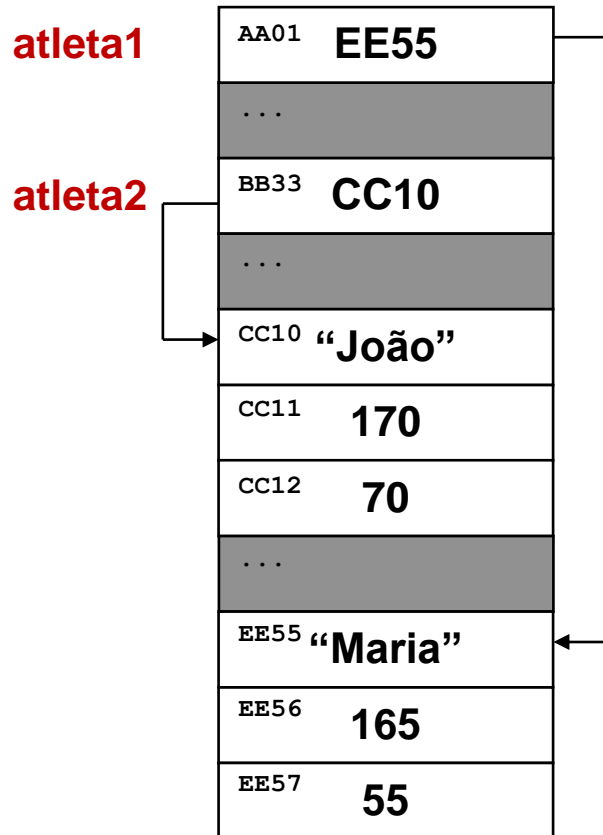 atleta1 AA01 EE55
...
atleta2 BB33 CC10
...
CC10 “João”
CC11 170
CC12 70
...
EE55 “Maria”
EE56 165
EE57 55